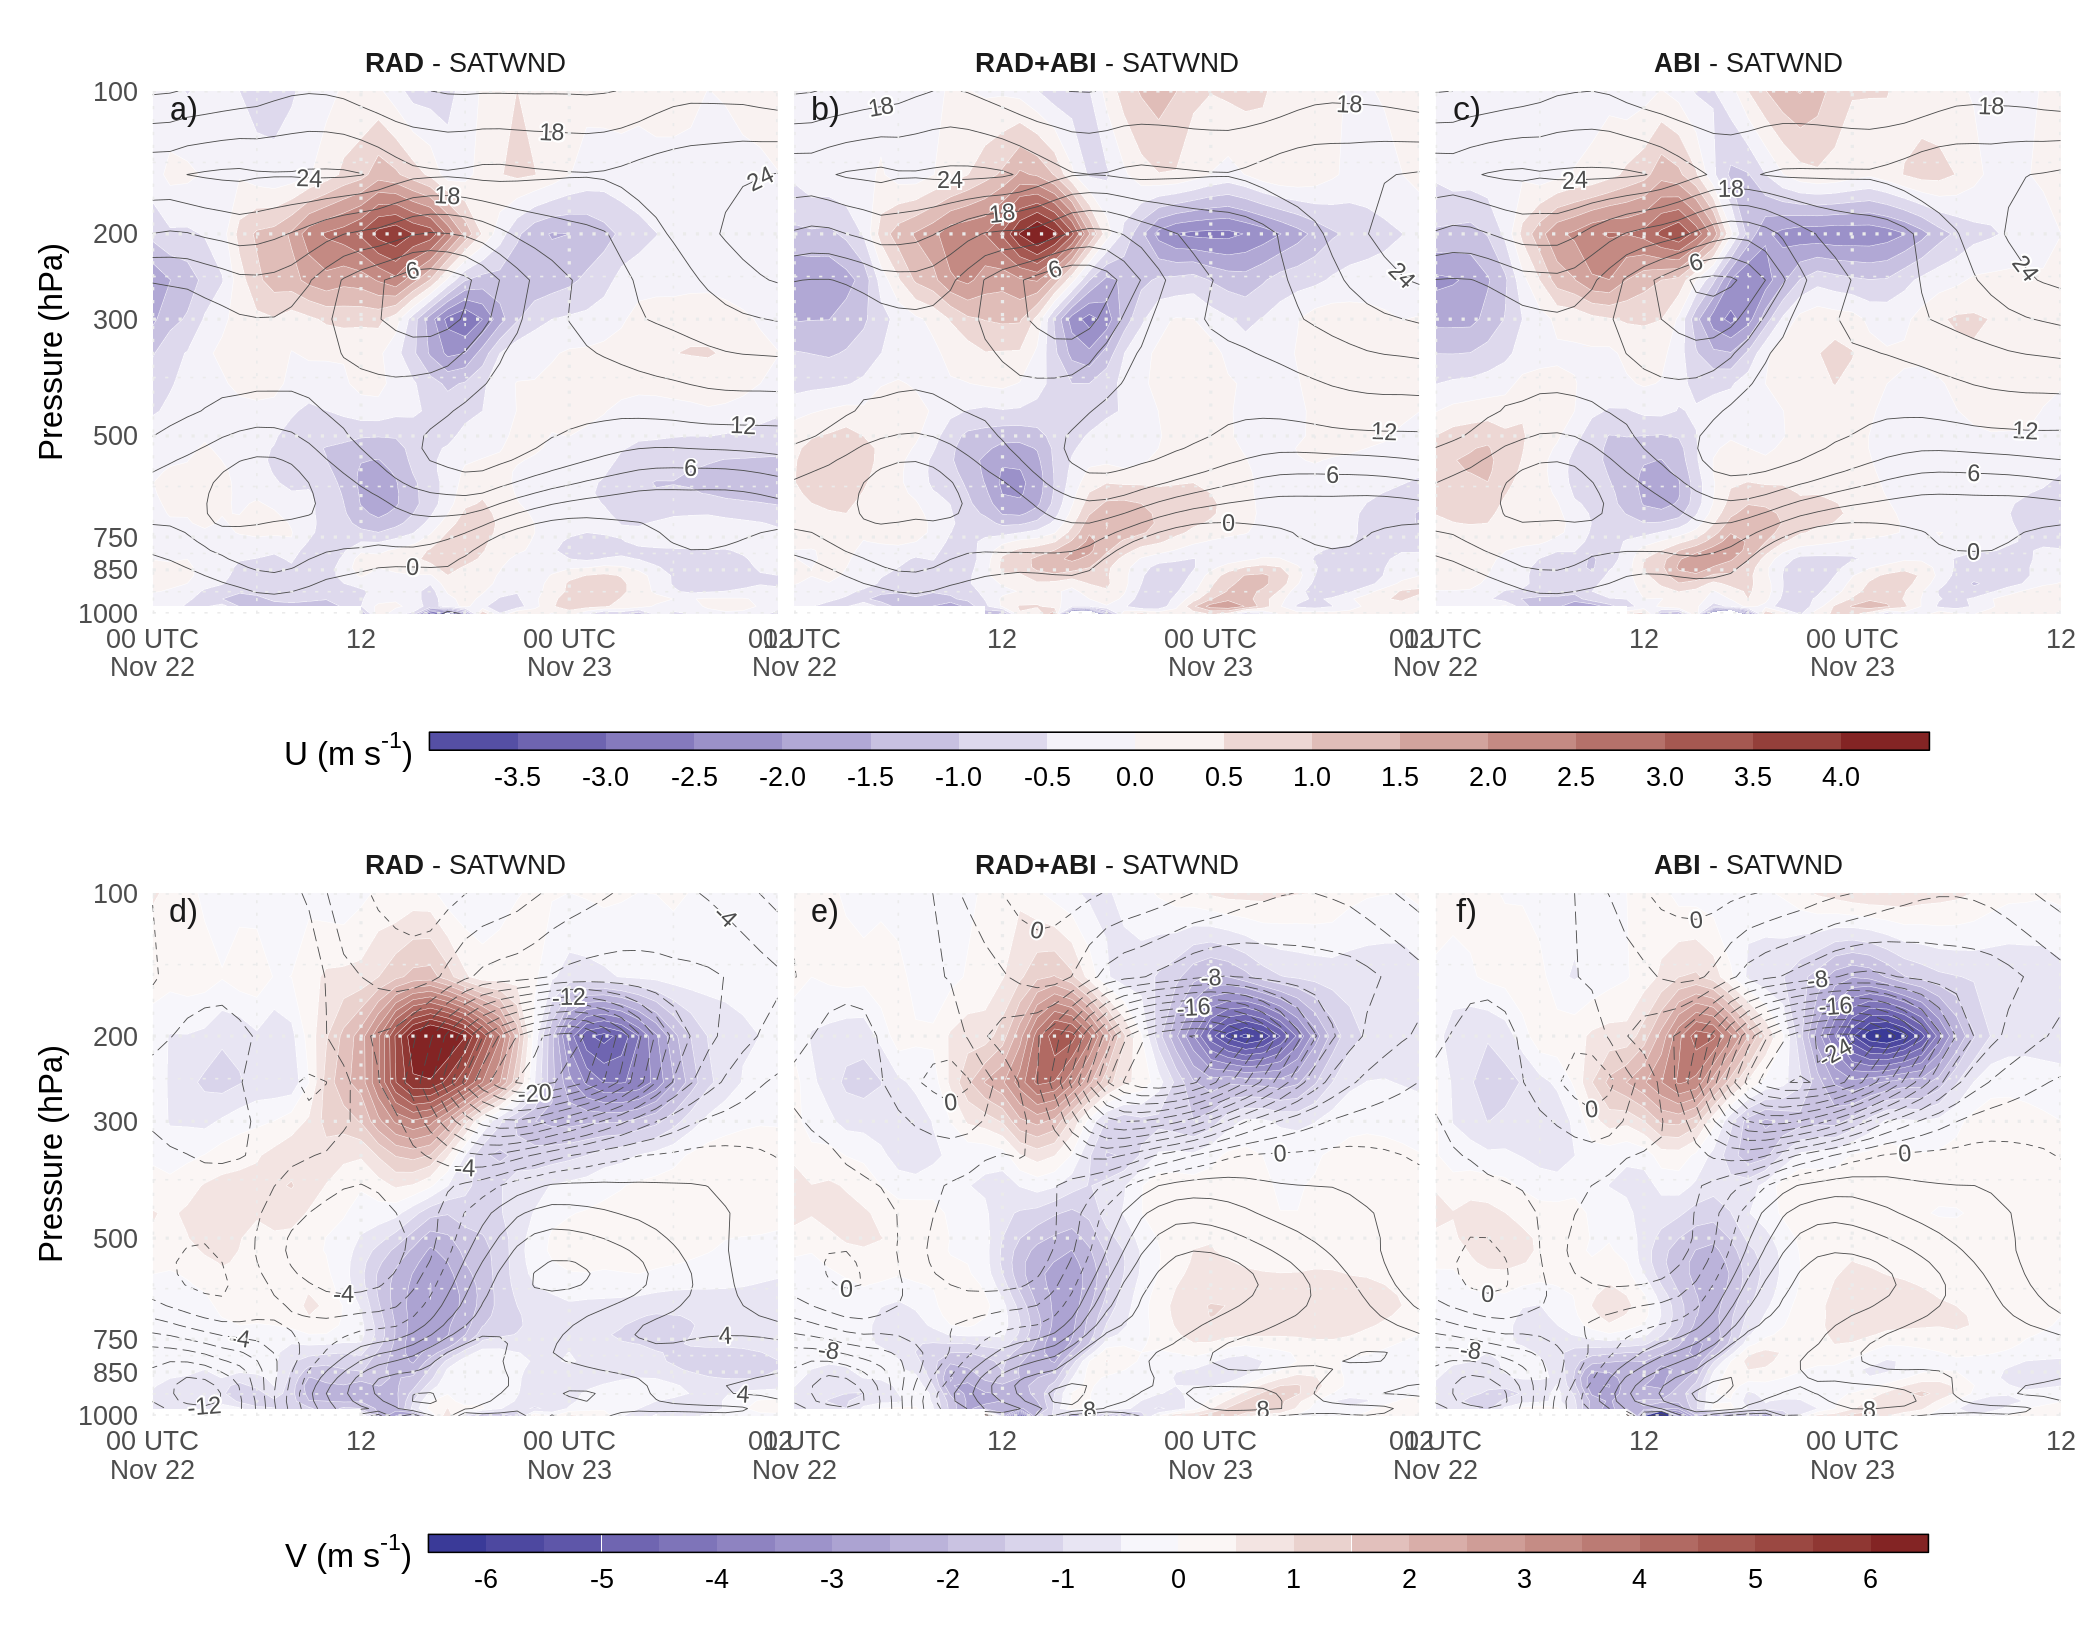 RAD - SATWND
RAD+ABI - SATWND
ABI - SATWND
a)
b)
c)
Pressure (hPa)
100
200
300
500
750
850
1000
18
24
18
24
6
12
6
0
18
18
24
18
6
24
12
6
0
0
18
24
18
6
24
12
6
0
00 UTC 12 00 UTC 12
Nov 22 Nov 23
00 UTC 12 00 UTC 12
Nov 22 Nov 23
00 UTC 12 00 UTC 12
Nov 22 Nov 23
U (m s-1)
-3.5 -3.0 -2.5 -2.0 -1.5 -1.0 -0.5 0.0 0.5 1.0 1.5 2.0 2.5 3.0 3.5 4.0
RAD - SATWND
RAD+ABI - SATWND
ABI - SATWND
d)
e)
f)
Pressure (hPa)
100
200
300
500
750
850
1000
-4
-12
-20
-4
-4
-4
4
4
-12
0
-8
-16
0
0
0
-8
8
8
0
-8
-16
-24
0
0
0
-8
8
00 UTC 12 00 UTC 12
Nov 22 Nov 23
00 UTC 12 00 UTC 12
Nov 22 Nov 23
00 UTC 12 00 UTC 12
Nov 22 Nov 23
V (m s-1)
-6 -5 -4 -3 -2 -1 0 1 2 3 4 5 6